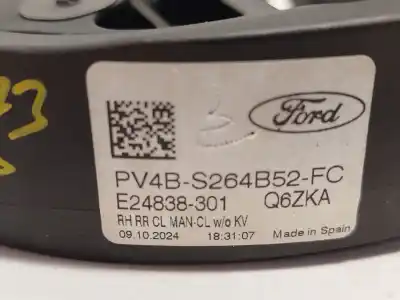 73
Ford
PV4B-S264B52-FC
E24838-301 Q6ZKA
RH RR CL MAN-CL w/o KV
09.10.2024 18:31:07 Made in Spain